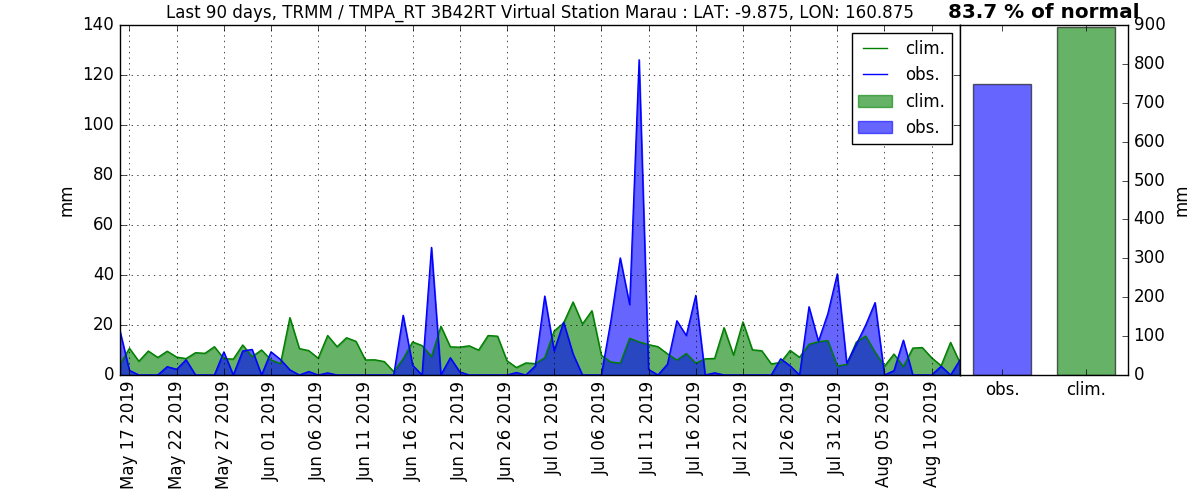 Last 90 days, TRMM / TMPA_RT 3B42RT Virtual Station Marau : LAT: -9.875, LON: 160.875
83.7 % of normal
140
120
100
80
60
40
20
0
mm
clim.
obs.
clim.
obs.
900
800
700
600
500
400
300
200
100
0
mm
May 17 2019
May 22 2019
May 27 2019
Jun 01 2019
Jun 06 2019
Jun 11 2019
Jun 16 2019
Jun 21 2019
Jun 26 2019
Jul 01 2019
Jul 06 2019
Jul 11 2019
Jul 16 2019
Jul 21 2019
Jul 26 2019
Jul 31 2019
Aug 05 2019
Aug 10 2019
obs.
clim.